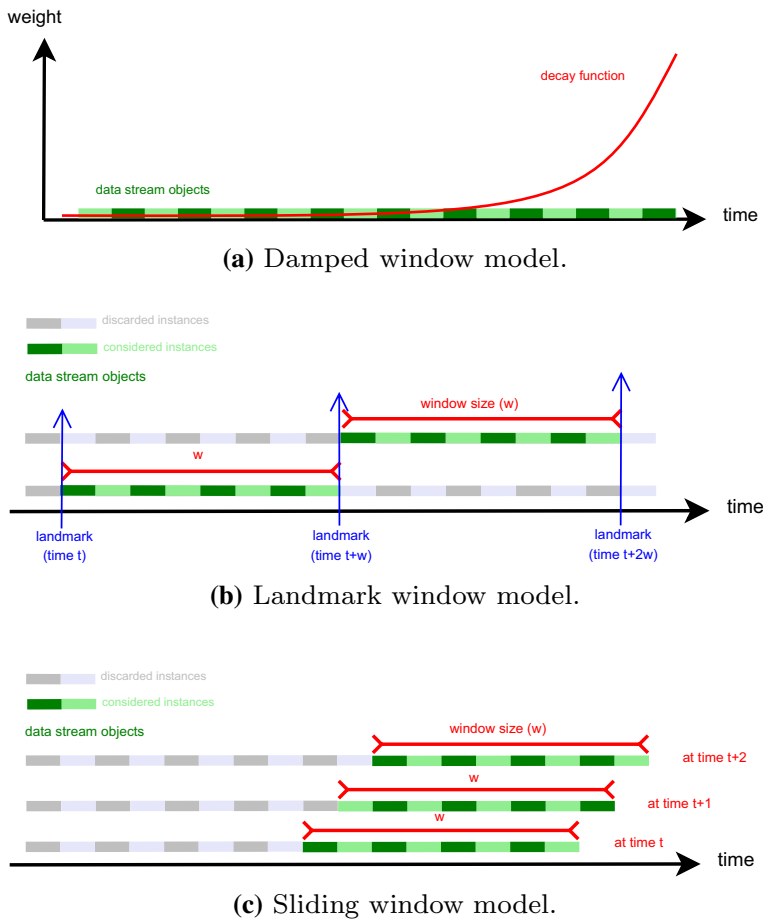 weight
decay function
data stream objects
time
(a) Damped window model.
discarded instances
considered instances
data stream objects
window size (w)
w
time
landmark
(time t)
landmark
(time t+w)
landmark
(time t+2w)
(b) Landmark window model.
discarded instances
considered instances
data stream objects
window size (w)
at time t+2
w
at time t+1
w
at time t
time
(c) Sliding window model.